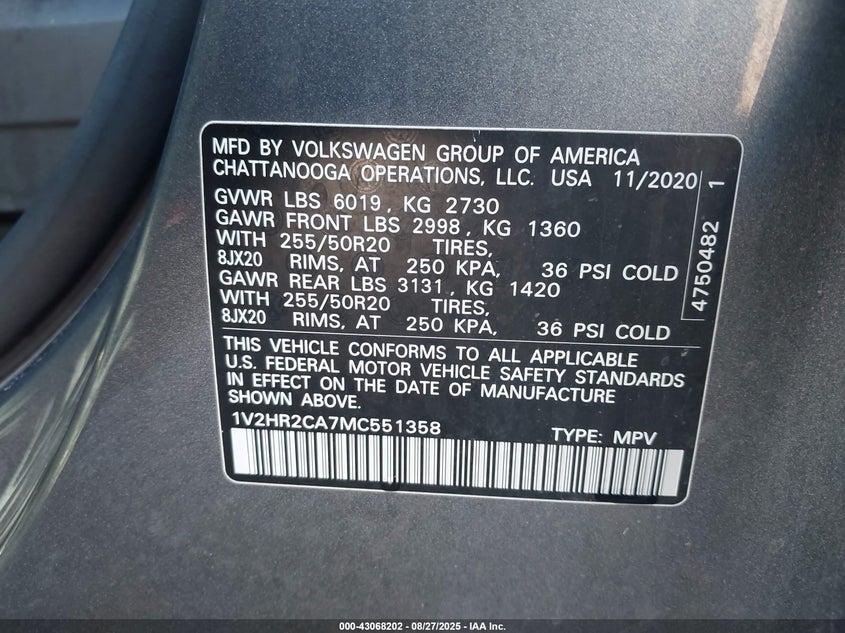 MFD BY VOLKSWAGEN GROUP OF AMERICA
CHATTANOOGA OPERATIONS, LLC. USA 11/2020
GVWR LBS 6019, KG 2730
GAWR FRONT LBS 2998, KG 1360
WITH 255/50R20 TIRES,
8JX20 RIMS, AT 250 KPA, 36 PSI COLD
GAWR REAR LBS 3131, KG 1420
WITH 255/50R20 TIRES,
8JX20 RIMS, AT 250 KPA, 36 PSI COLD
4750482 1
THIS VEHICLE CONFORMS TO ALL APPLICABLE
U.S. FEDERAL MOTOR VEHICLE SAFETY STANDARDS
IN EFFECT ON THE DATE OF MANUFACTURE
SHOWN ABOVE.
1V2HR2CA7MC551358 TYPE: MPV
000-43068202 - 08/27/2025 - IAA Inc.